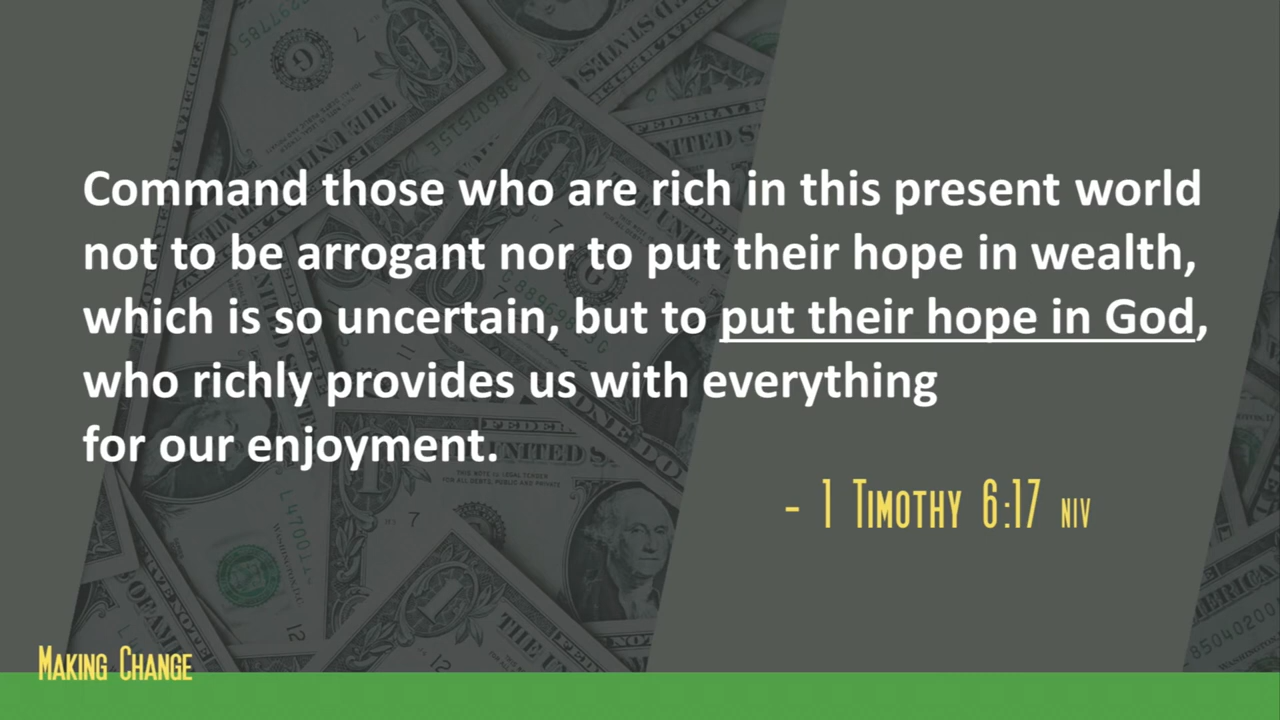 Command those who are rich in this present world
not to be arrogant nor to put their hope in wealth,
which is so uncertain, but to put their hope in God,
who richly provides us with everything
for our enjoyment.
- 1 Timothy 6:17 NIV
Making Change